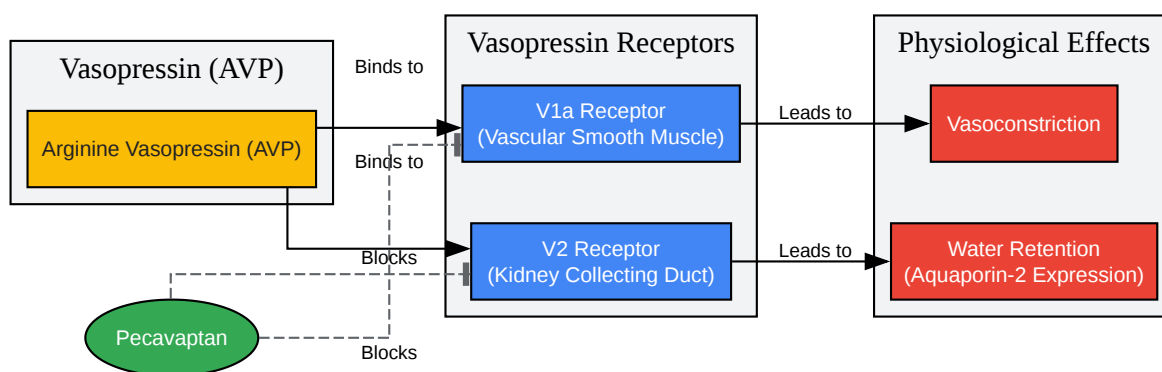 Vasopressin (AVP)
Arginine Vasopressin (AVP)
Binds to
Binds to
Blocks
Pecavaptan
Blocks
Vasopressin Receptors
V1a Receptor
(Vascular Smooth Muscle)
V2 Receptor
(Kidney Collecting Duct)
Leads to
Leads to
Physiological Effects
Vasoconstriction
Water Retention
(Aquaporin-2 Expression)